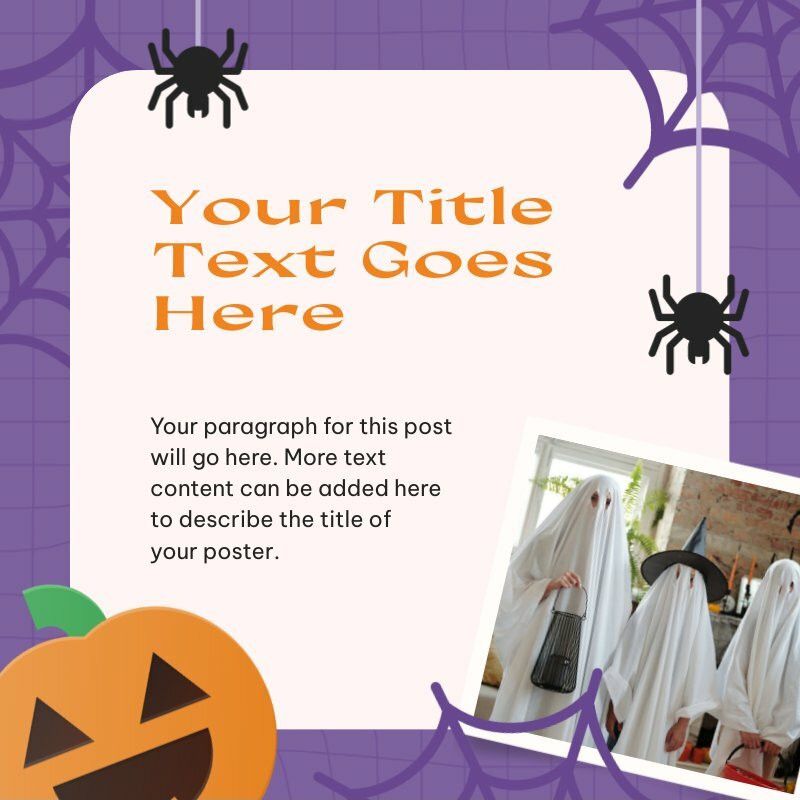 Your Title
Text Goes
Here
Your paragraph for this post
will go here. More text
content can be added here
to describe the title of
your poster.